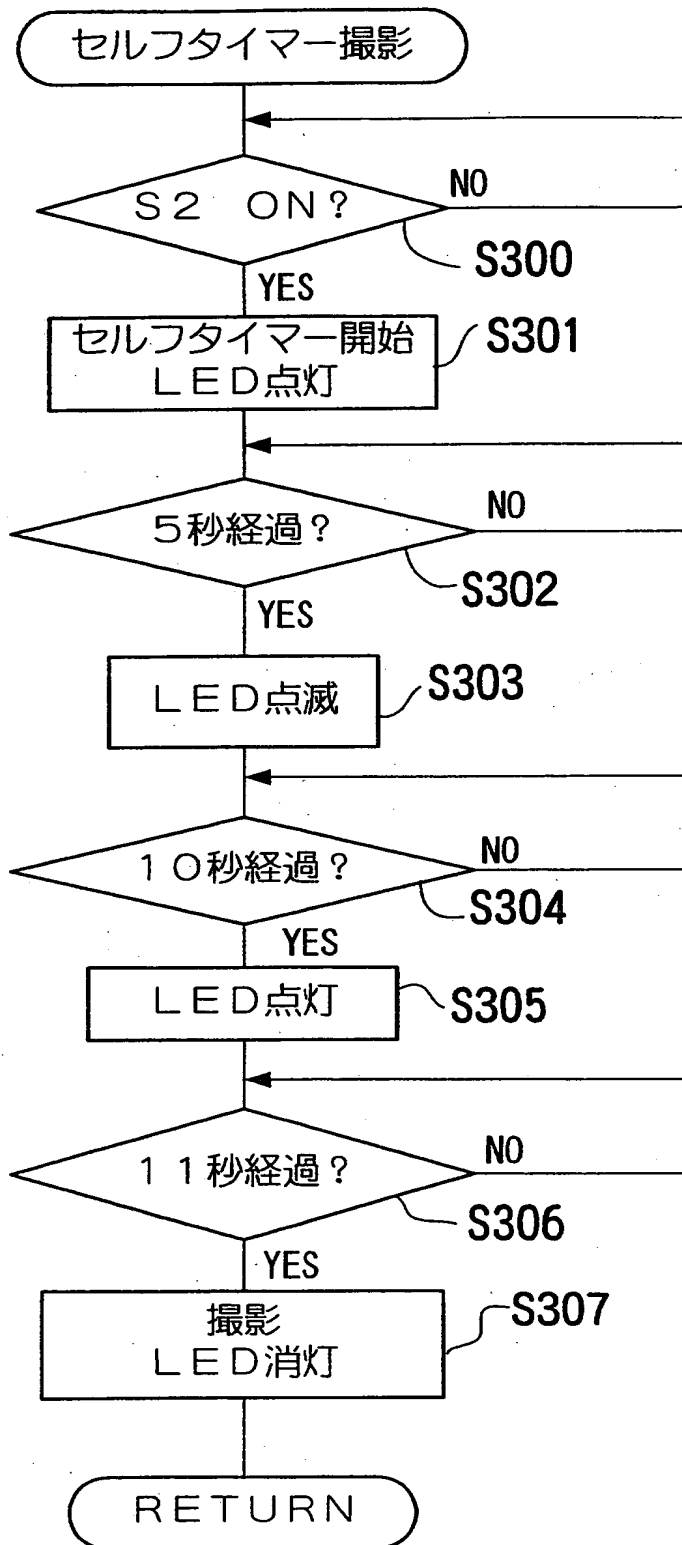 セルフタイマー撮影
S2 ON?
NO
S300
YES
セルフタイマー開始
LED点灯
S301
5秒経過?
NO
S302
YES
LED点滅
S303
10秒経過?
NO
S304
YES
LED点灯
S305
11秒経過?
NO
S306
YES
撮影
LED消灯
S307
RETURN